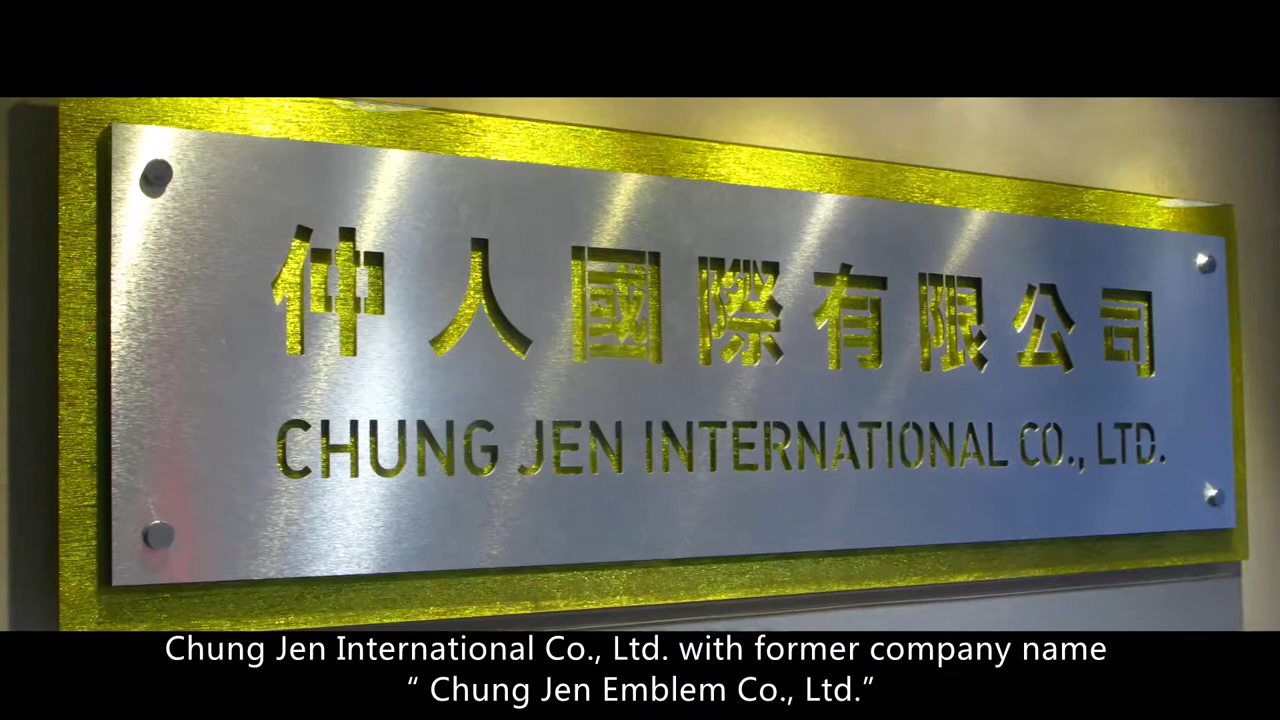 仲人國際有限公司
CHUNG JEN INTERNATIONAL CO., LTD.
Chung Jen International Co., Ltd. with former company name
“ Chung Jen Emblem Co., Ltd.”